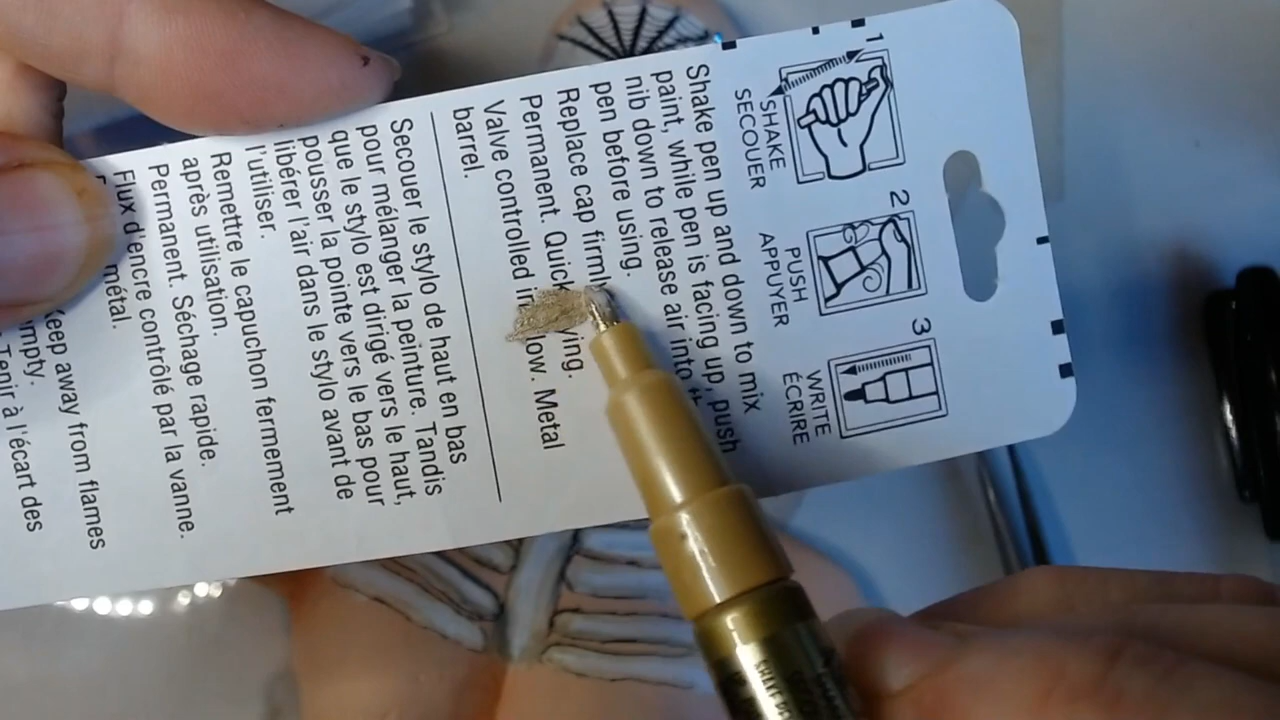 1
SHAKE
SECOUER
2
PUSH
APPUYER
3
WRITE
ÉCRIRE
Shake pen up and down to mix
paint, while pen is facing up, push
nib down to release air into
pen before using.
Replace cap firmly
Permanent. Quick ying.
Valve controlled in low. Metal
barrel.
Secouer le stylo de haut en bas
pour mélanger la peinture. Tandis
que le stylo est dirigé vers le haut,
pousser la pointe vers le bas pour
libérer l'air dans le stylo avant de
l'utiliser.
Remettre le capuchon fermement
après utilisation.
Permanent. Séchage rapide.
Flux d'encre contrôlé par la vanne.
métal.
Keep away from flames
empty.
Tenir à l'écart des
SHAKE